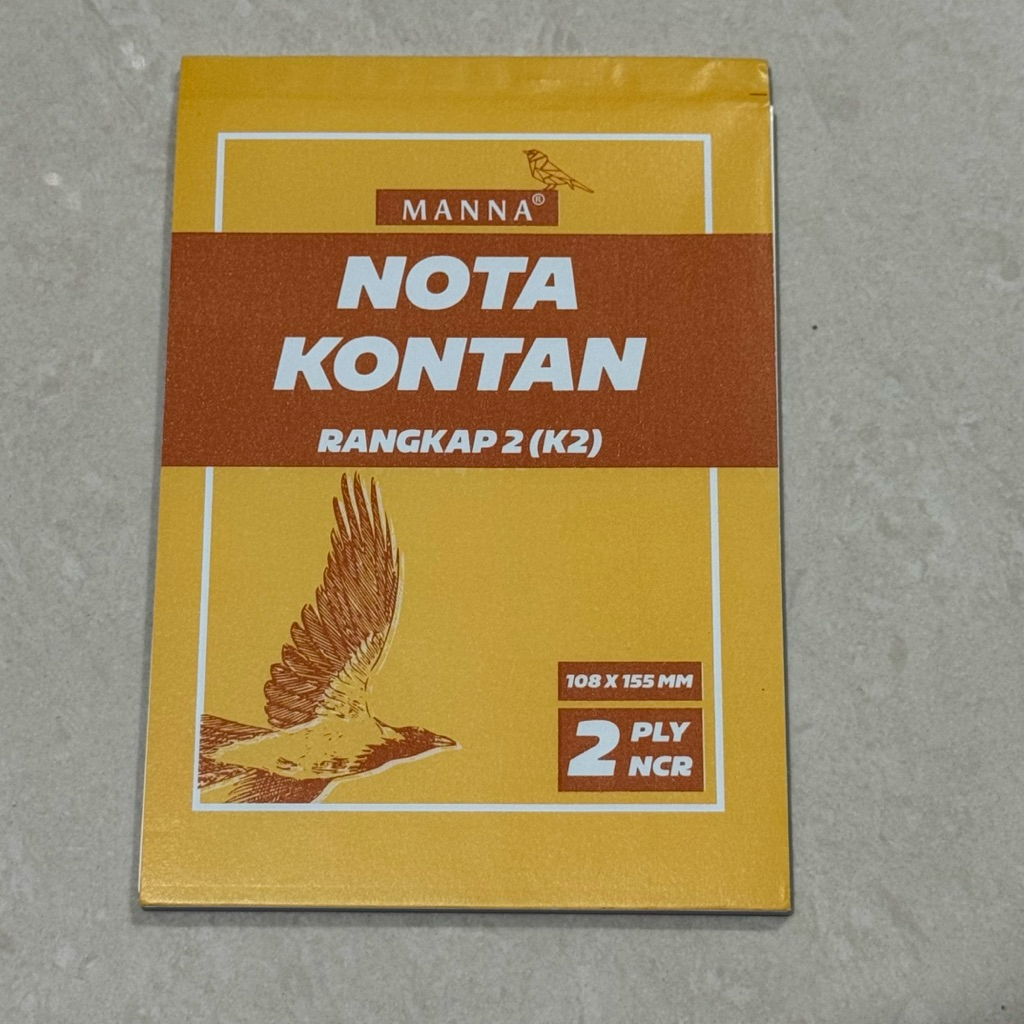 MANNA®
NOTA
KONTAN
RANGKAP 2 (K2)
108 X 155 MM
2 PLY
NCR